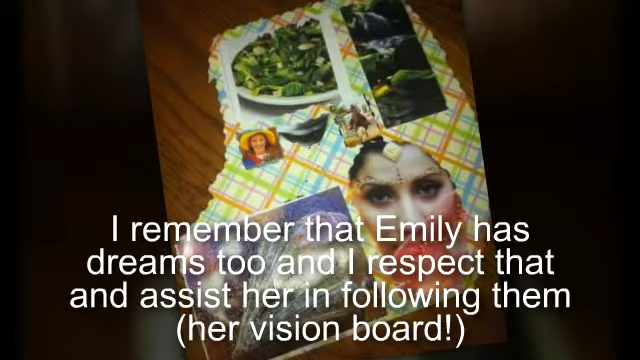 I remember that Emily has
dreams too and I respect that
and assist her in following them
(her vision board!)